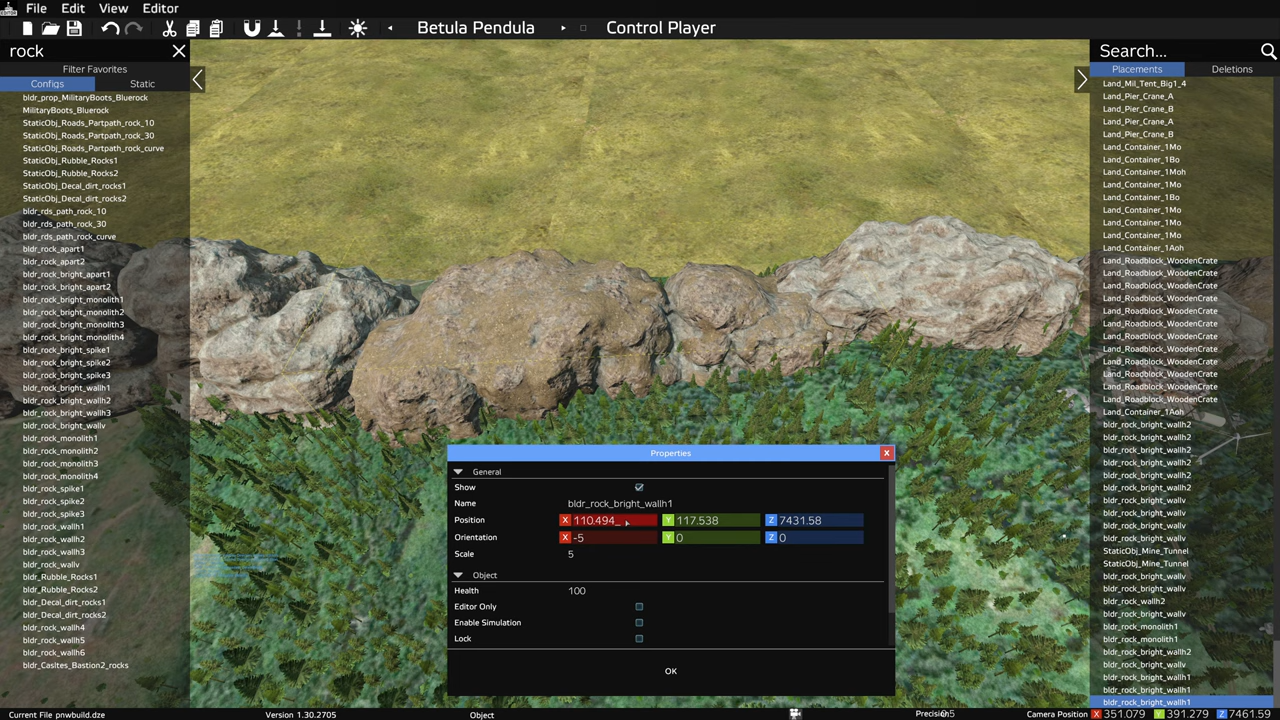 File Edit View Editor
Betula Pendula Control Player
rock
Filter Favorites
Configs Static
bldr_prop_MilitaryBoots_Bluerock
MilitaryBoots_Bluerock
StaticObj_Roads_Partpath_rock_10
StaticObj_Roads_Partpath_rock_30
StaticObj_Roads_Partpath_rock_curve
StaticObj_Rubble_Rocks1
StaticObj_Rubble_Rocks2
StaticObj_Decal_dirt_rocks1
StaticObj_Decal_dirt_rocks2
bldr_rds_path_rock_10
bldr_rds_path_rock_30
bldr_rds_path_rock_curve
bldr_rock_apart1
bldr_rock_apart2
bldr_rock_bright_apart1
bldr_rock_bright_apart2
bldr_rock_bright_monolith1
bldr_rock_bright_monolith2
bldr_rock_bright_monolith3
bldr_rock_bright_monolith4
bldr_rock_bright_spike1
bldr_rock_bright_spike2
bldr_rock_bright_spike3
bldr_rock_bright_wallh1
bldr_rock_bright_wallh2
bldr_rock_bright_wallh3
bldr_rock_bright_wallv
bldr_rock_monolith1
bldr_rock_monolith2
bldr_rock_monolith3
bldr_rock_monolith4
bldr_rock_spike1
bldr_rock_spike2
bldr_rock_spike3
bldr_rock_wallh1
bldr_rock_wallh2
bldr_rock_wallh3
bldr_rock_wallv
bldr_Rubble_Rocks1
bldr_Rubble_Rocks2
bldr_Decal_dirt_rocks1
bldr_Decal_dirt_rocks2
bldr_rock_wallh4
bldr_rock_wallh5
bldr_rock_wallh6
bldr_Casltes_Bastion2_rocks
Properties
General
Show
Name bldr_rock_bright_wallh1
Position X 110.494_ Y 117.538 Z 7431.58
Orientation X -5 Y 0 Z 0
Scale 5
Object
Health 100
Editor Only
Enable Simulation
Lock
OK
Search...
Placements Deletions
Land_Mil_Tent_Big1_4
Land_Pier_Crane_A
Land_Pier_Crane_B
Land_Pier_Crane_A
Land_Pier_Crane_B
Land_Container_1Mo
Land_Container_1Bo
Land_Container_1Moh
Land_Container_1Mo
Land_Container_1Bo
Land_Container_1Mo
Land_Container_1Mo
Land_Container_1Mo
Land_Container_1Aoh
Land_Roadblock_WoodenCrate
Land_Roadblock_WoodenCrate
Land_Roadblock_WoodenCrate
Land_Roadblock_WoodenCrate
Land_Roadblock_WoodenCrate
Land_Roadblock_WoodenCrate
Land_Roadblock_WoodenCrate
Land_Roadblock_WoodenCrate
Land_Roadblock_WoodenCrate
Land_Roadblock_WoodenCrate
Land_Roadblock_WoodenCrate
Land_Roadblock_WoodenCrate
Land_Container_1Aoh
bldr_rock_bright_wallh2
bldr_rock_bright_wallh2
bldr_rock_bright_wallh2
bldr_rock_bright_wallh2
bldr_rock_bright_wallh2
bldr_rock_bright_wallh2
bldr_rock_bright_wallv
bldr_rock_bright_wallv
bldr_rock_bright_wallv
bldr_rock_bright_wallv
StaticObj_Mine_Tunnel
StaticObj_Mine_Tunnel
bldr_rock_bright_wallv
bldr_rock_bright_wallv
bldr_rock_wallh2
bldr_rock_bright_wallv
bldr_rock_monolith1
bldr_rock_monolith1
bldr_rock_bright_wallh2
bldr_rock_bright_wallv
bldr_rock_bright_wallv
bldr_rock_bright_wallh1
bldr_rock_bright_wallh1
Current File pnwbuild.dze Version 1.30.2705 Object Precision Camera Position X 351.079 Y 391.279 Z 7461.59